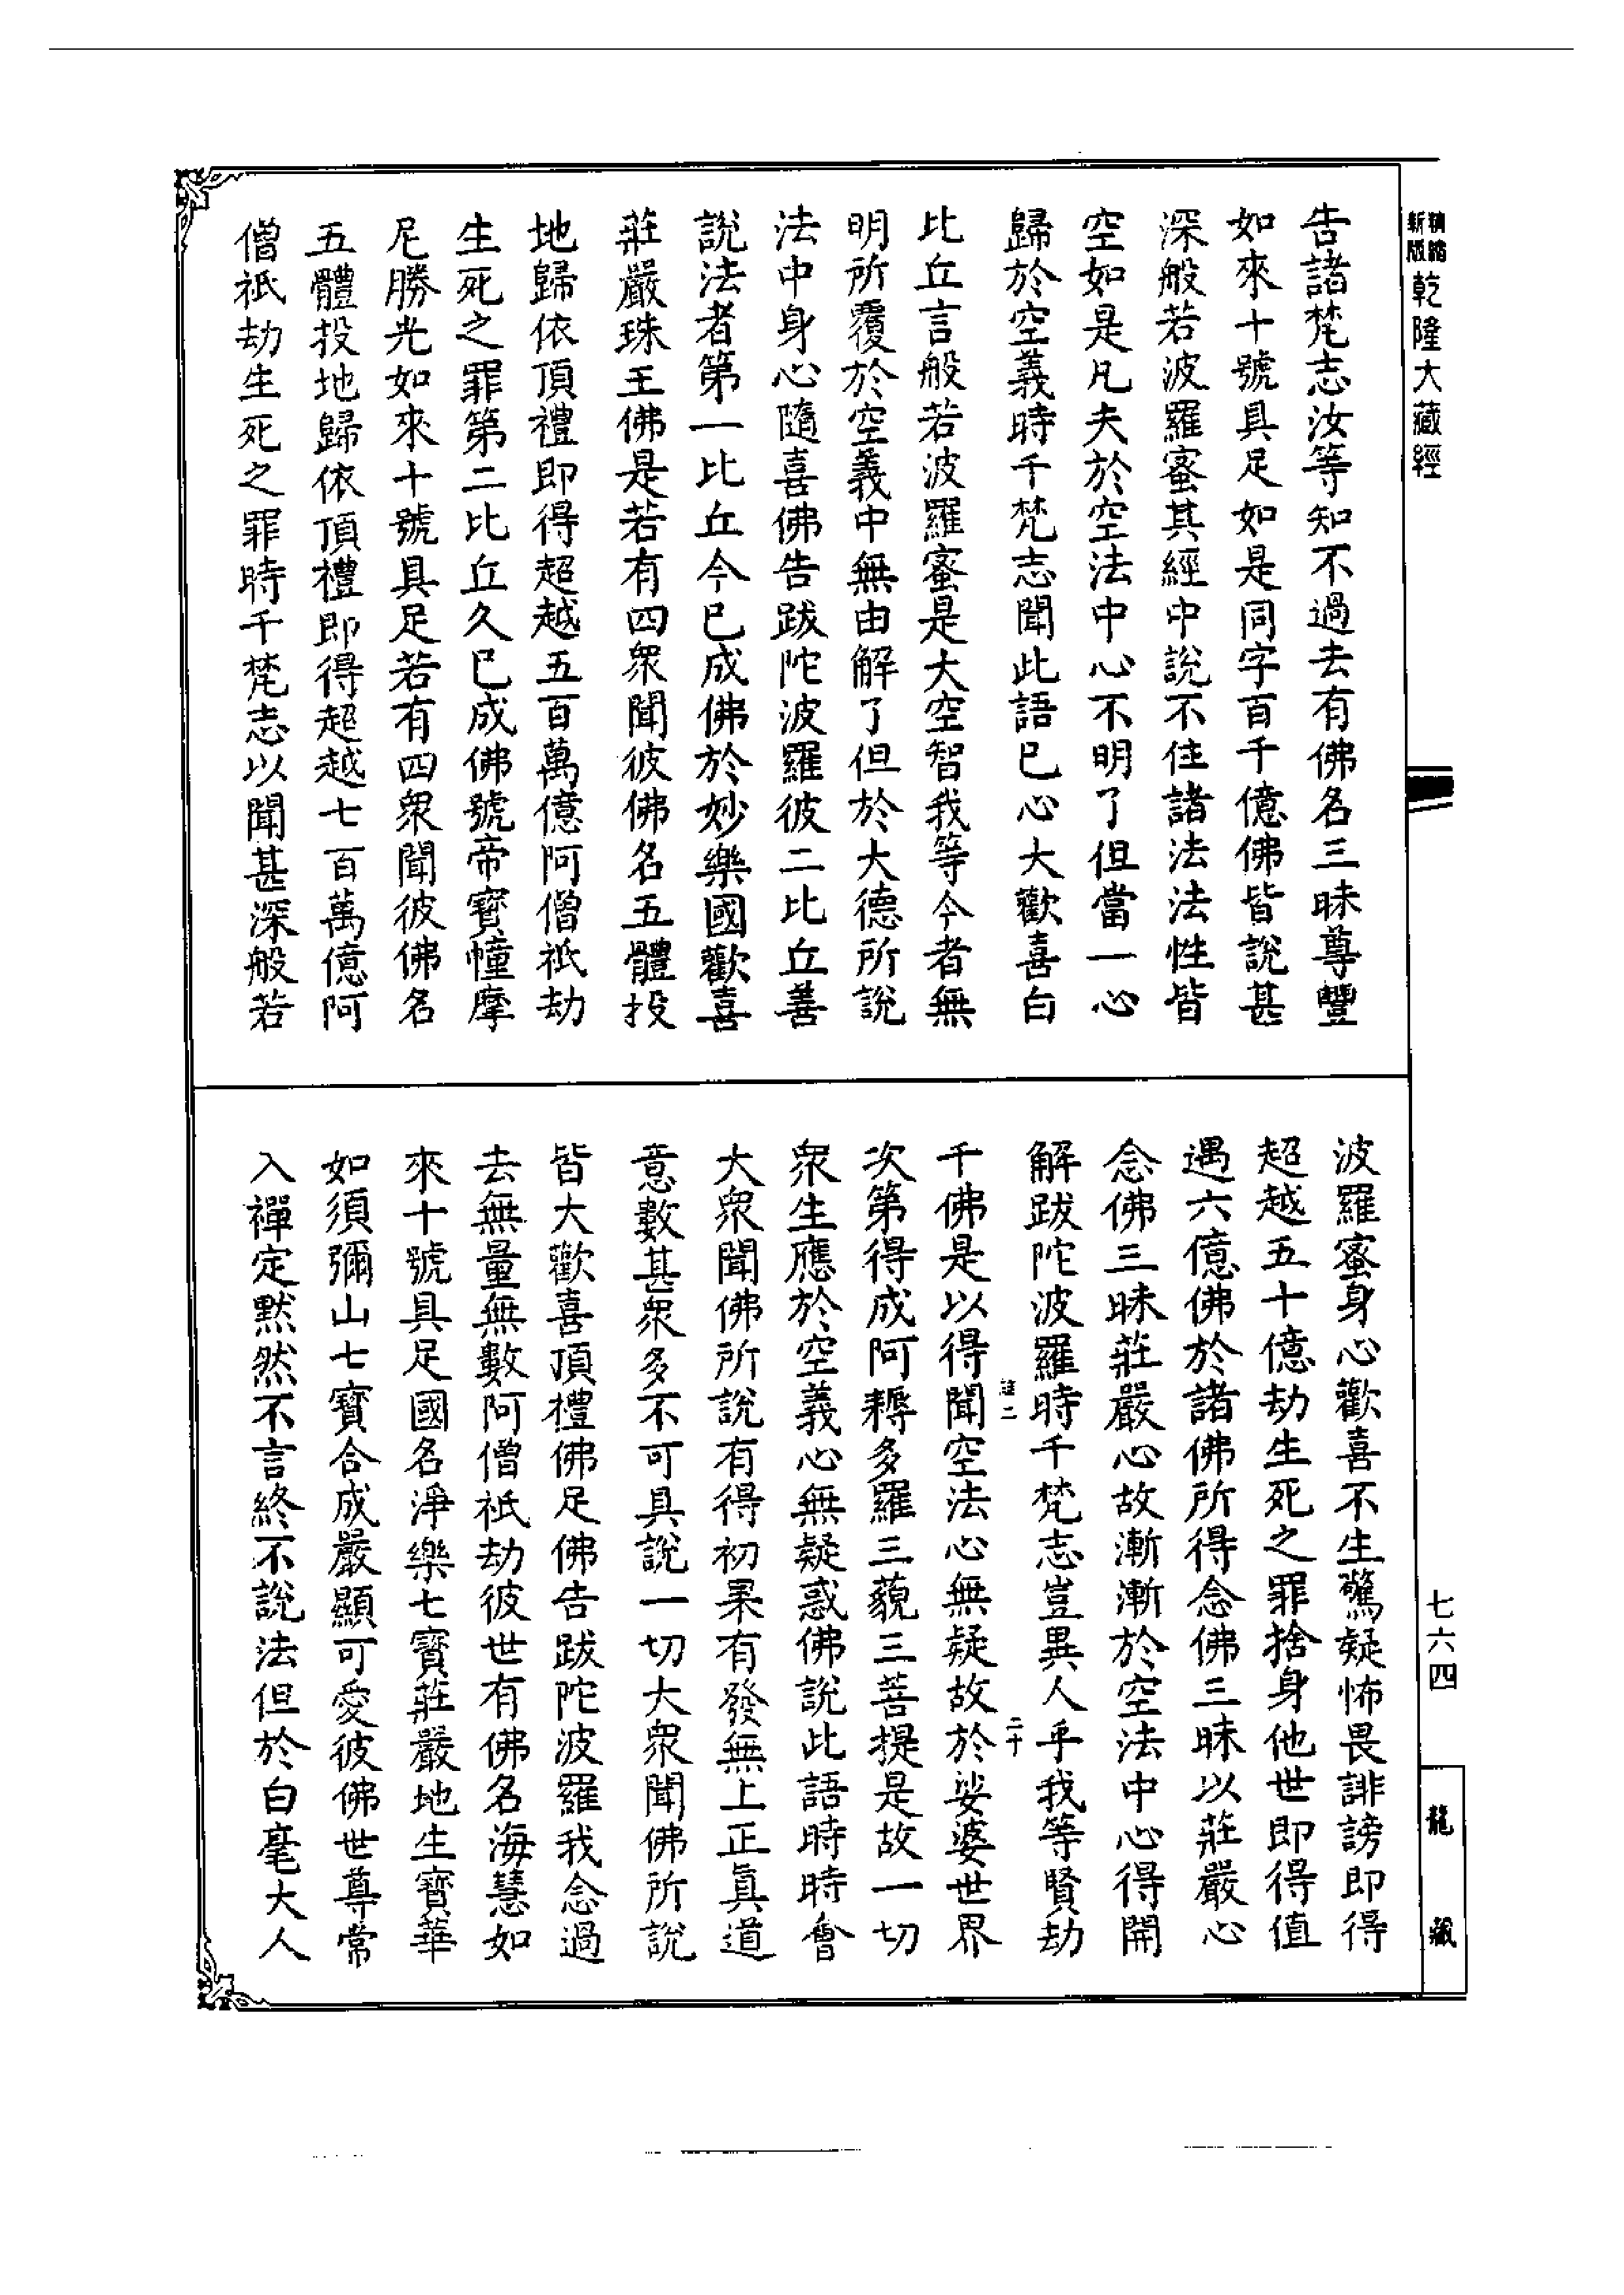 精縮新版
乾隆大藏經
告諸梵志汝等知不過去有佛名三昧尊豐
如來十號具足如是同字百千億佛皆說甚
深般若波羅蜜其經中說不住諸法法性皆
空如是凡夫於空法中心不明了但當一心
歸於空義時千梵志聞此語已心大歡喜白
比丘言般若波羅蜜是大空智我等今者無
明所覆於空義中無由解了但於大德所說
法中身心隨喜佛告跋陀波羅彼二比丘善
說法者第一比丘今已成佛於妙樂國歡喜
莊嚴珠王佛是若有四眾聞彼佛名五體投
地歸依頂禮即得超越五百萬億阿僧祇劫
生死之罪第二比丘久已成佛號帝寶幢摩
尼勝光如來十號具足若有四眾聞彼佛名
五體投地歸依頂禮即得超越七百萬億阿
僧祇劫生死之罪時千梵志以聞甚深般若
波羅蜜身心歡喜不生驚疑怖畏誹謗即得
超越五十億劫生死之罪捨身他世即得值
遇六億佛於諸佛所得念佛三昧以莊嚴心
念佛三昧莊嚴心故漸漸於空法中心得開
解跋陀波羅時千梵志豈異人乎我等賢劫
二十
千佛是以得聞空法心無疑故於娑婆世界
次第得成阿耨多羅三藐三菩提是故一切
眾生應於空義心無疑惑佛說此語時時會
大眾聞佛所說有得初果有發無上正真道
意數甚眾多不可具說一切大眾聞佛所說
皆大歡喜頂禮佛足佛告跋陀波羅我念過
去無量無數阿僧祇劫彼世有佛名海慧如
來十號具足國名淨樂七寶莊嚴地生寶華
如須彌山七寶合成嚴顯可愛彼佛世尊常
入禪定默然不言終不說法但於白毫大人
七六四
龍藏